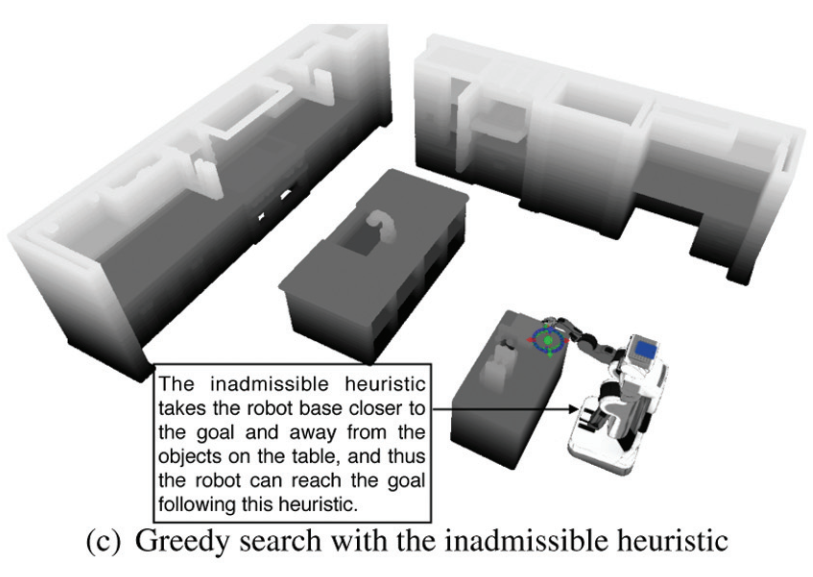 The inadmissible heuristic
takes the robot base closer to
the goal and away from the
objects on the table, and thus
the robot can reach the goal
following this heuristic.
(c) Greedy search with the inadmissible heuristic